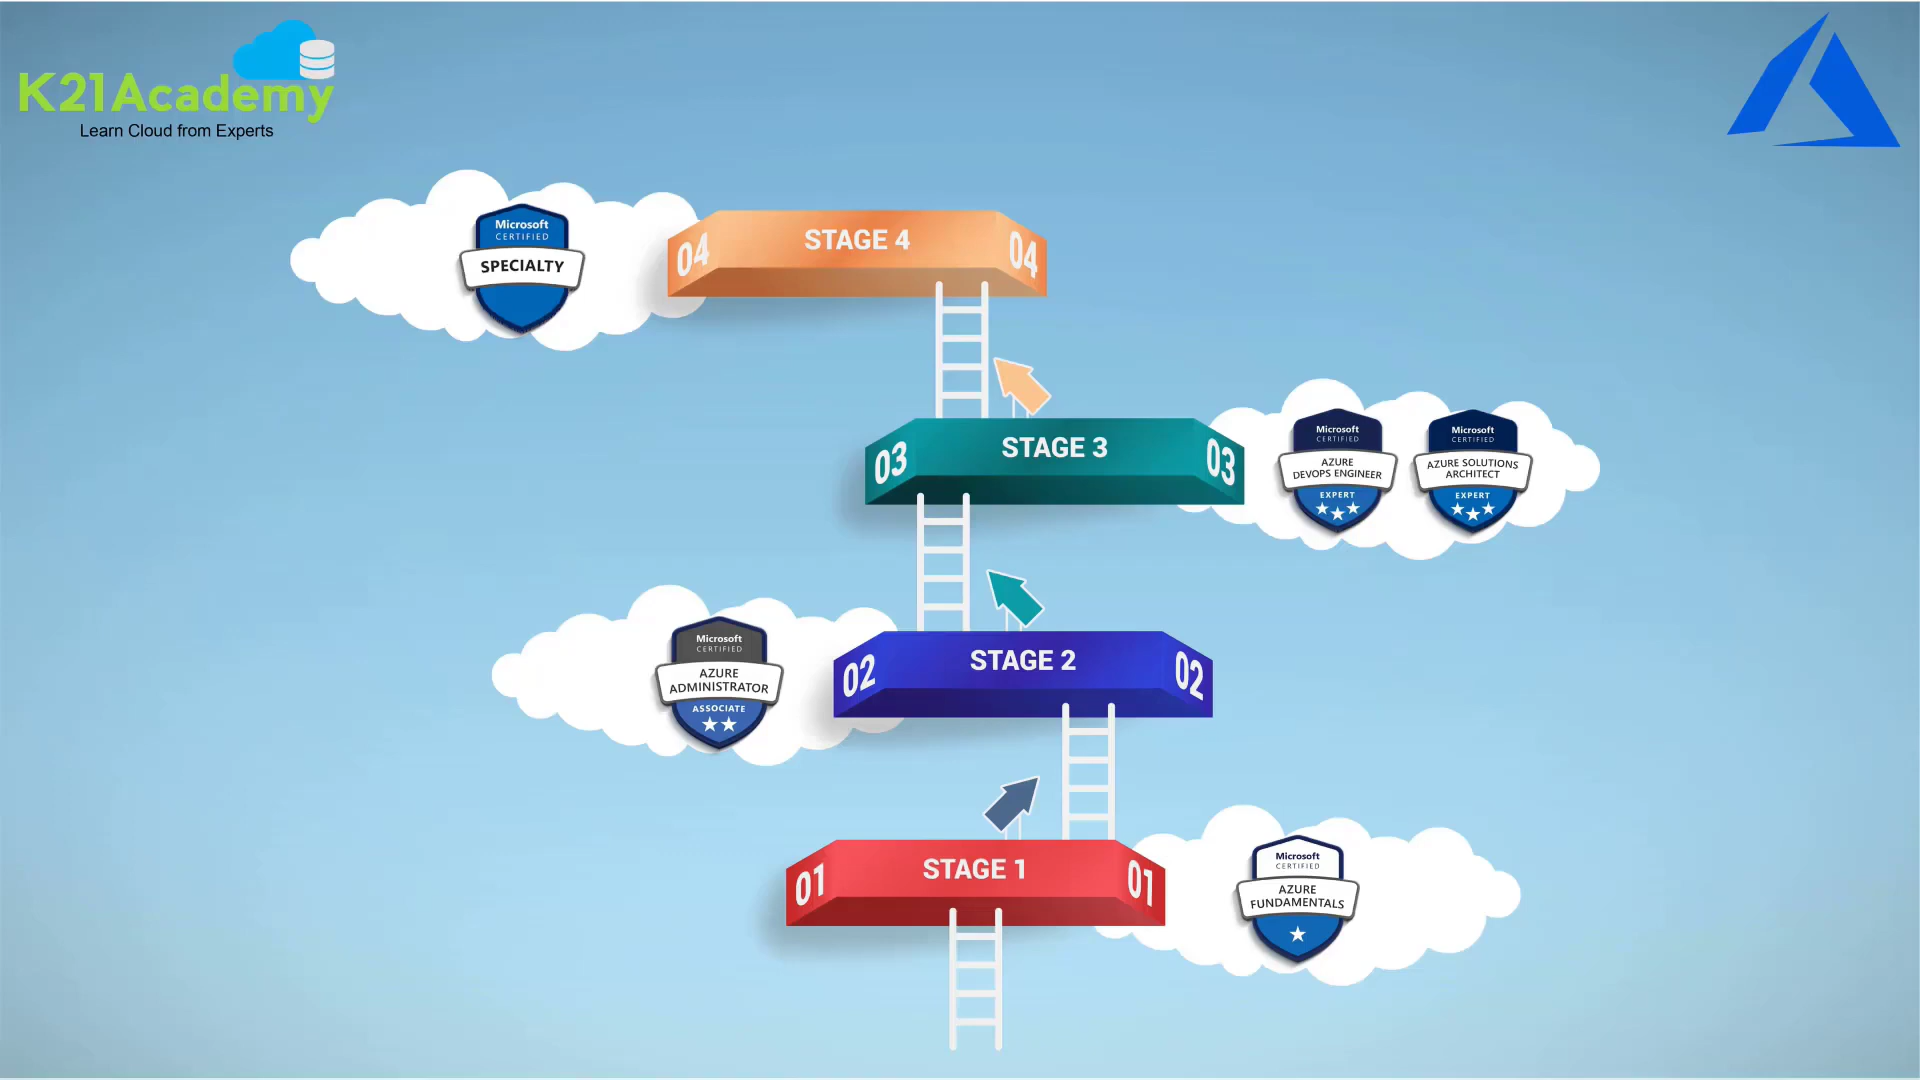 K21Academy
Learn Cloud from Experts
Microsoft
CERTIFIED
SPECIALTY
04
STAGE 4
04
03
STAGE 3
03
Microsoft
CERTIFIED
AZURE
DEVOPS ENGINEER
EXPERT
Microsoft
CERTIFIED
AZURE SOLUTIONS
ARCHITECT
EXPERT
Microsoft
CERTIFIED
AZURE
ADMINISTRATOR
ASSOCIATE
02
STAGE 2
02
01
STAGE 1
01
Microsoft
CERTIFIED
AZURE
FUNDAMENTALS